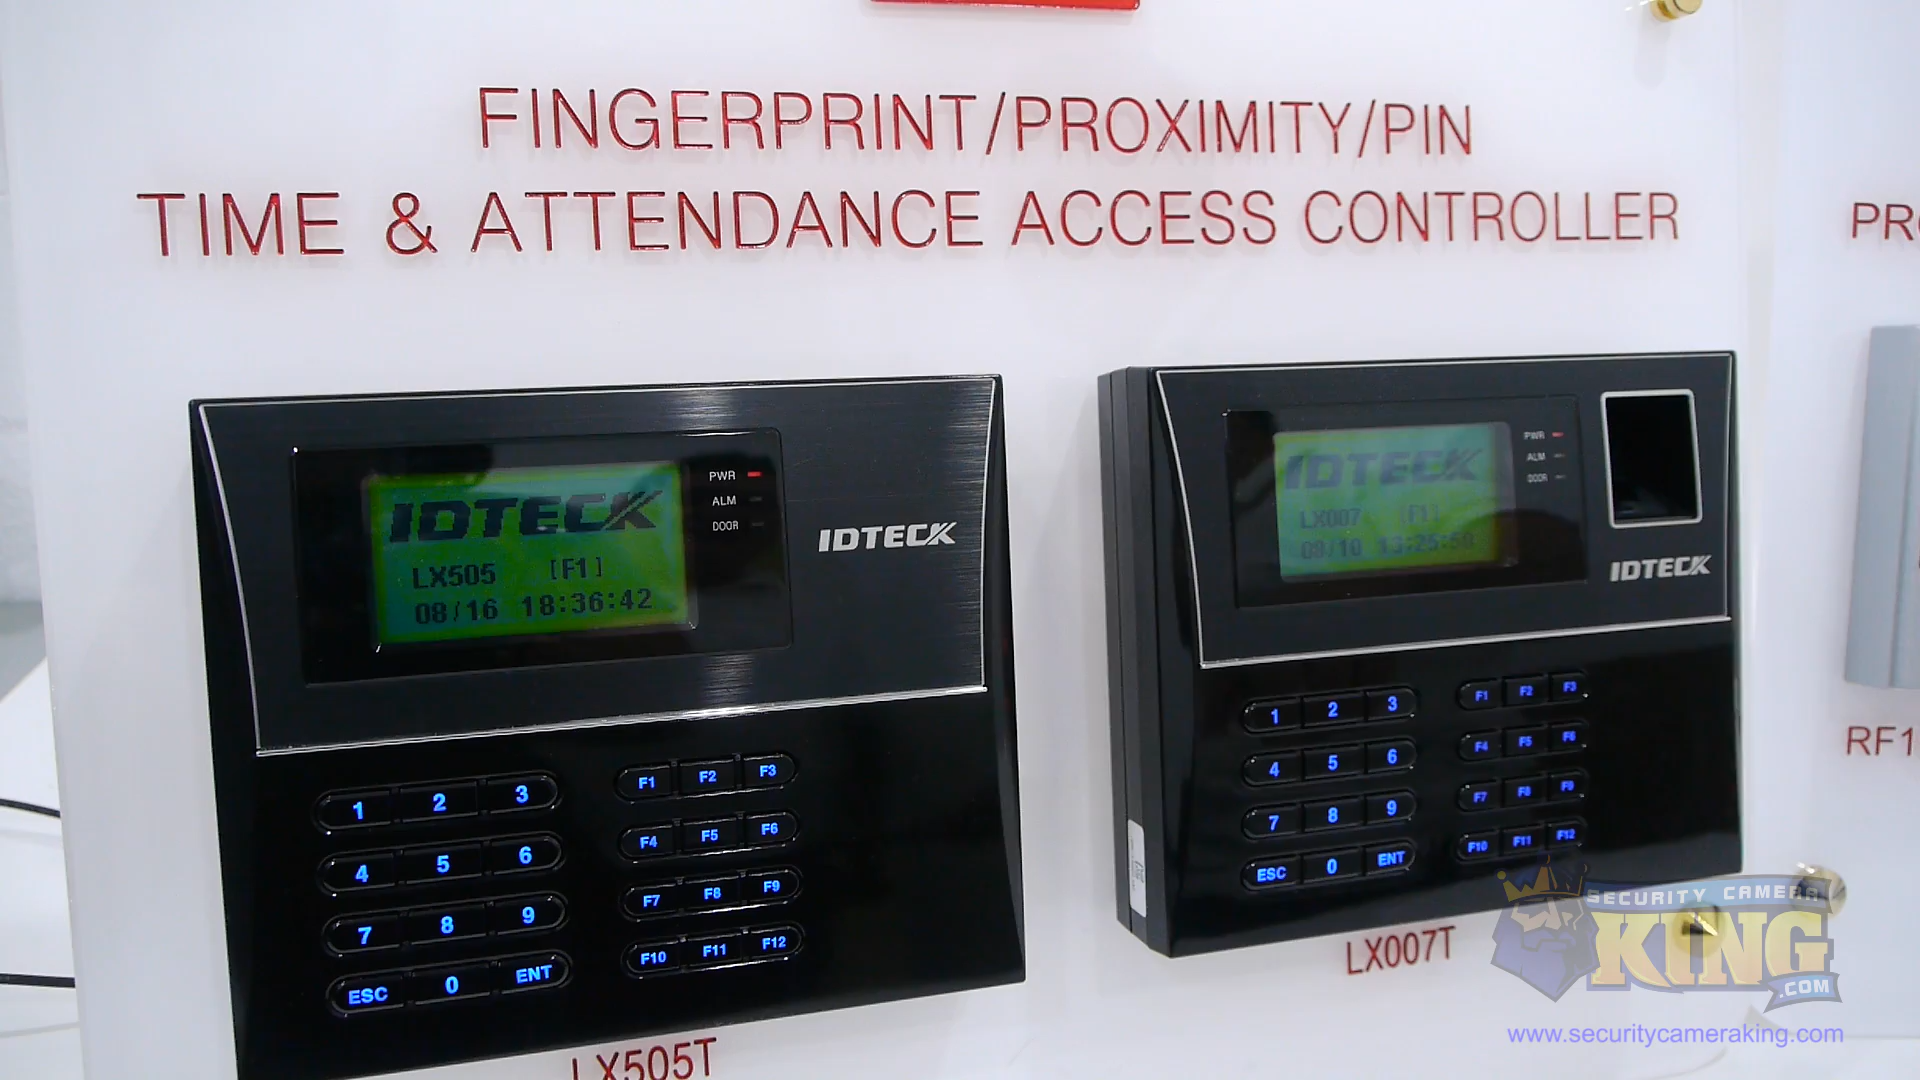 FINGERPRINT/PROXIMITY/PIN
TIME & ATTENDANCE ACCESS CONTROLLER
IDTECK
LX505 [F1]
08/16 18:36:42
PWR
ALM
DOOR
IDTECK
1 2 3
4 5 6
7 8 9
ESC 0 ENT
F1 F2 F3
F4 F5 F6
F7 F8 F9
F10 F11 F12
LX505T
IDTECK
LX007 [F1]
PWR
ALM
DOOR
IDTECK
1 2 3
4 5 6
7 8 9
ESC 0 ENT
F1 F2 F3
F4 F5 F6
F7 F8 F9
F10 F11 F12
LX007T
SECURITY CAMERA
KING
.COM
www.securitycameraking.com